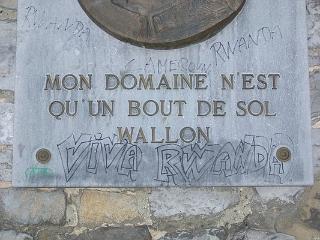 RWANDA
RWANDA
CAMEROUN
MON DOMAINE N'EST
QU'UN BOUT DE SOL
WALLON
VIVA RWANDA